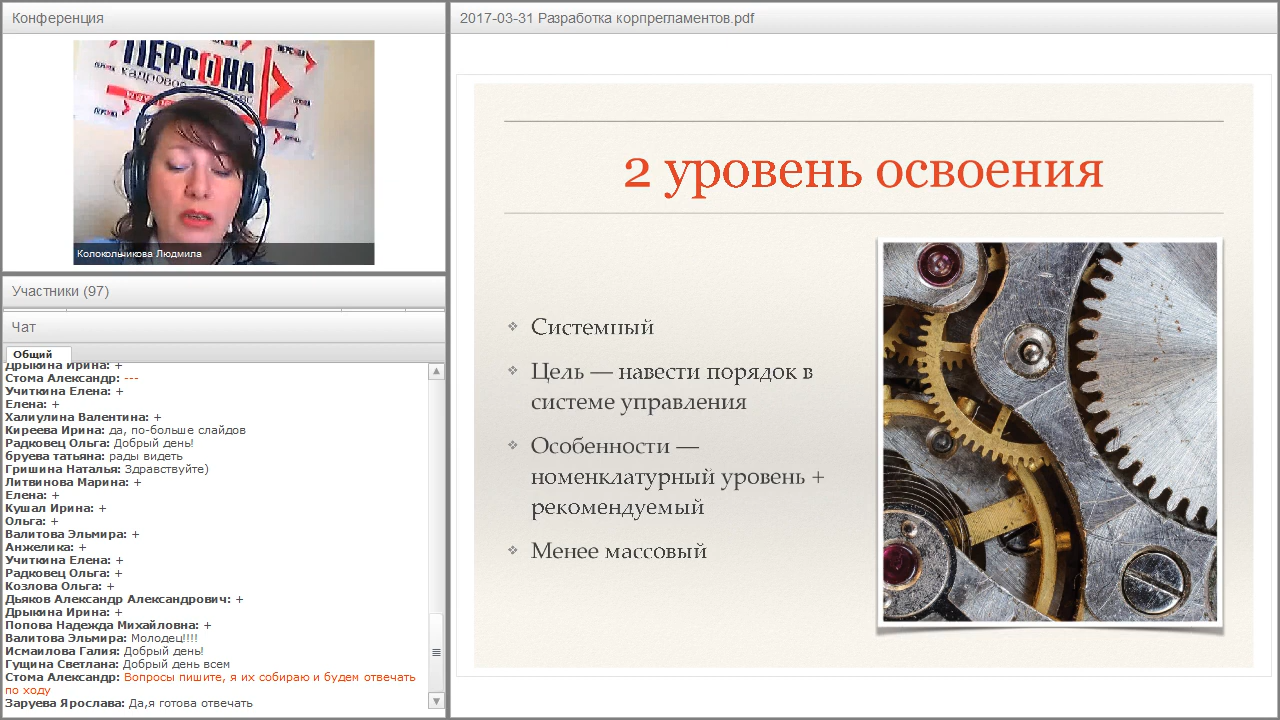 Конференция
ПЕРСОНА
кадровое
Колокольчикова Людмила
Участники (97)
Чат
Общий
Дрыкина Ирина: +
Стома Александр: ---
Учиткина Елена: +
Елена: +
Халиулина Валентина: +
Киреева Ирина: да, по-больше слайдов
Радковец Ольга: Добрый день!
бруева татьяна: рады видеть
Гришина Наталья: Здравствуйте)
Литвинова Марина: +
Елена: +
Кушал Ирина: +
Ольга: +
Валитова Эльмира: +
Анжелика: +
Учиткина Елена: +
Радковец Ольга: +
Козлова Ольга: +
Дьяков Александр Александрович: +
Дрыкина Ирина: +
Попова Надежда Михайловна: +
Валитова Эльмира: Молодец!!!!
Исмаилова Галия: Добрый день!
Гущина Светлана: Добрый день всем
Стома Александр: Вопросы пишите, я их собираю и будем отвечать
по ходу
Заруева Ярослава: Да,я готова отвечать
2017-03-31 Разработка корпрегламентов.pdf
2 уровень освоения
Системный
Цель — навести порядок в
системе управления
Особенности —
номенклатурный уровень +
рекомендуемый
Менее массовый